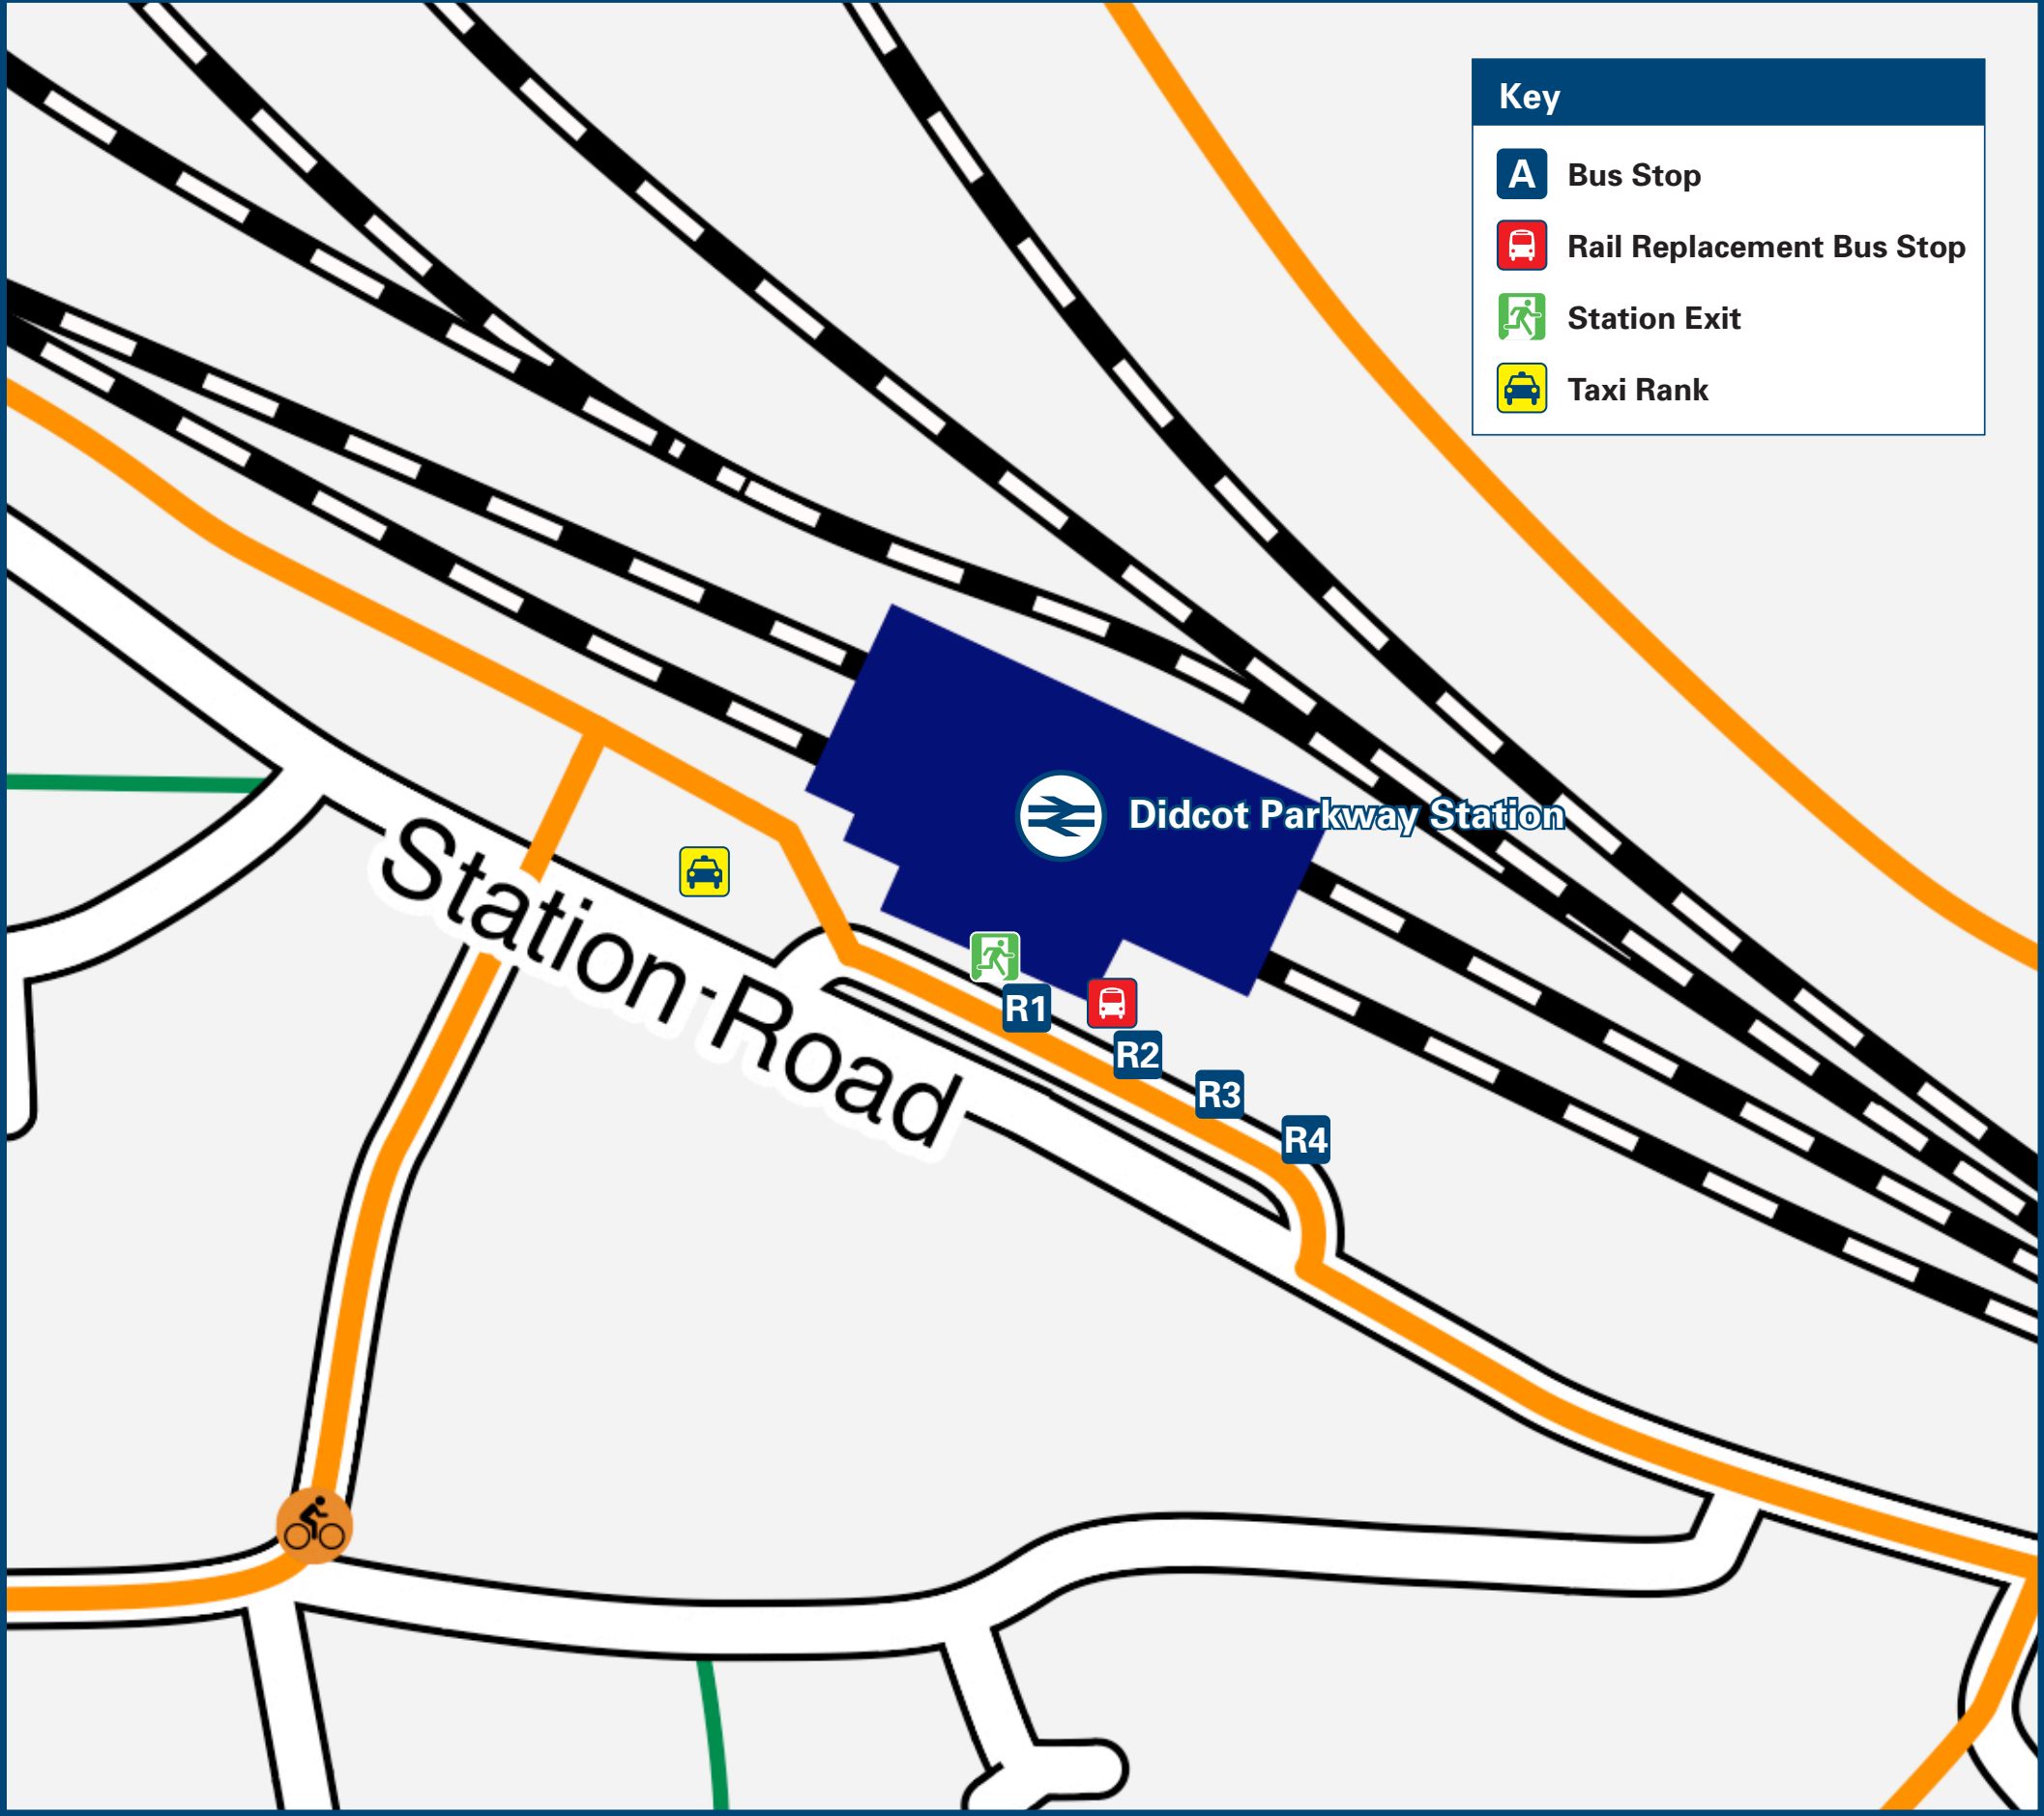 Key
A Bus Stop
Rail Replacement Bus Stop
Station Exit
Taxi Rank
Didcot Parkway Station
Station Road
R1
R2
R3
R4